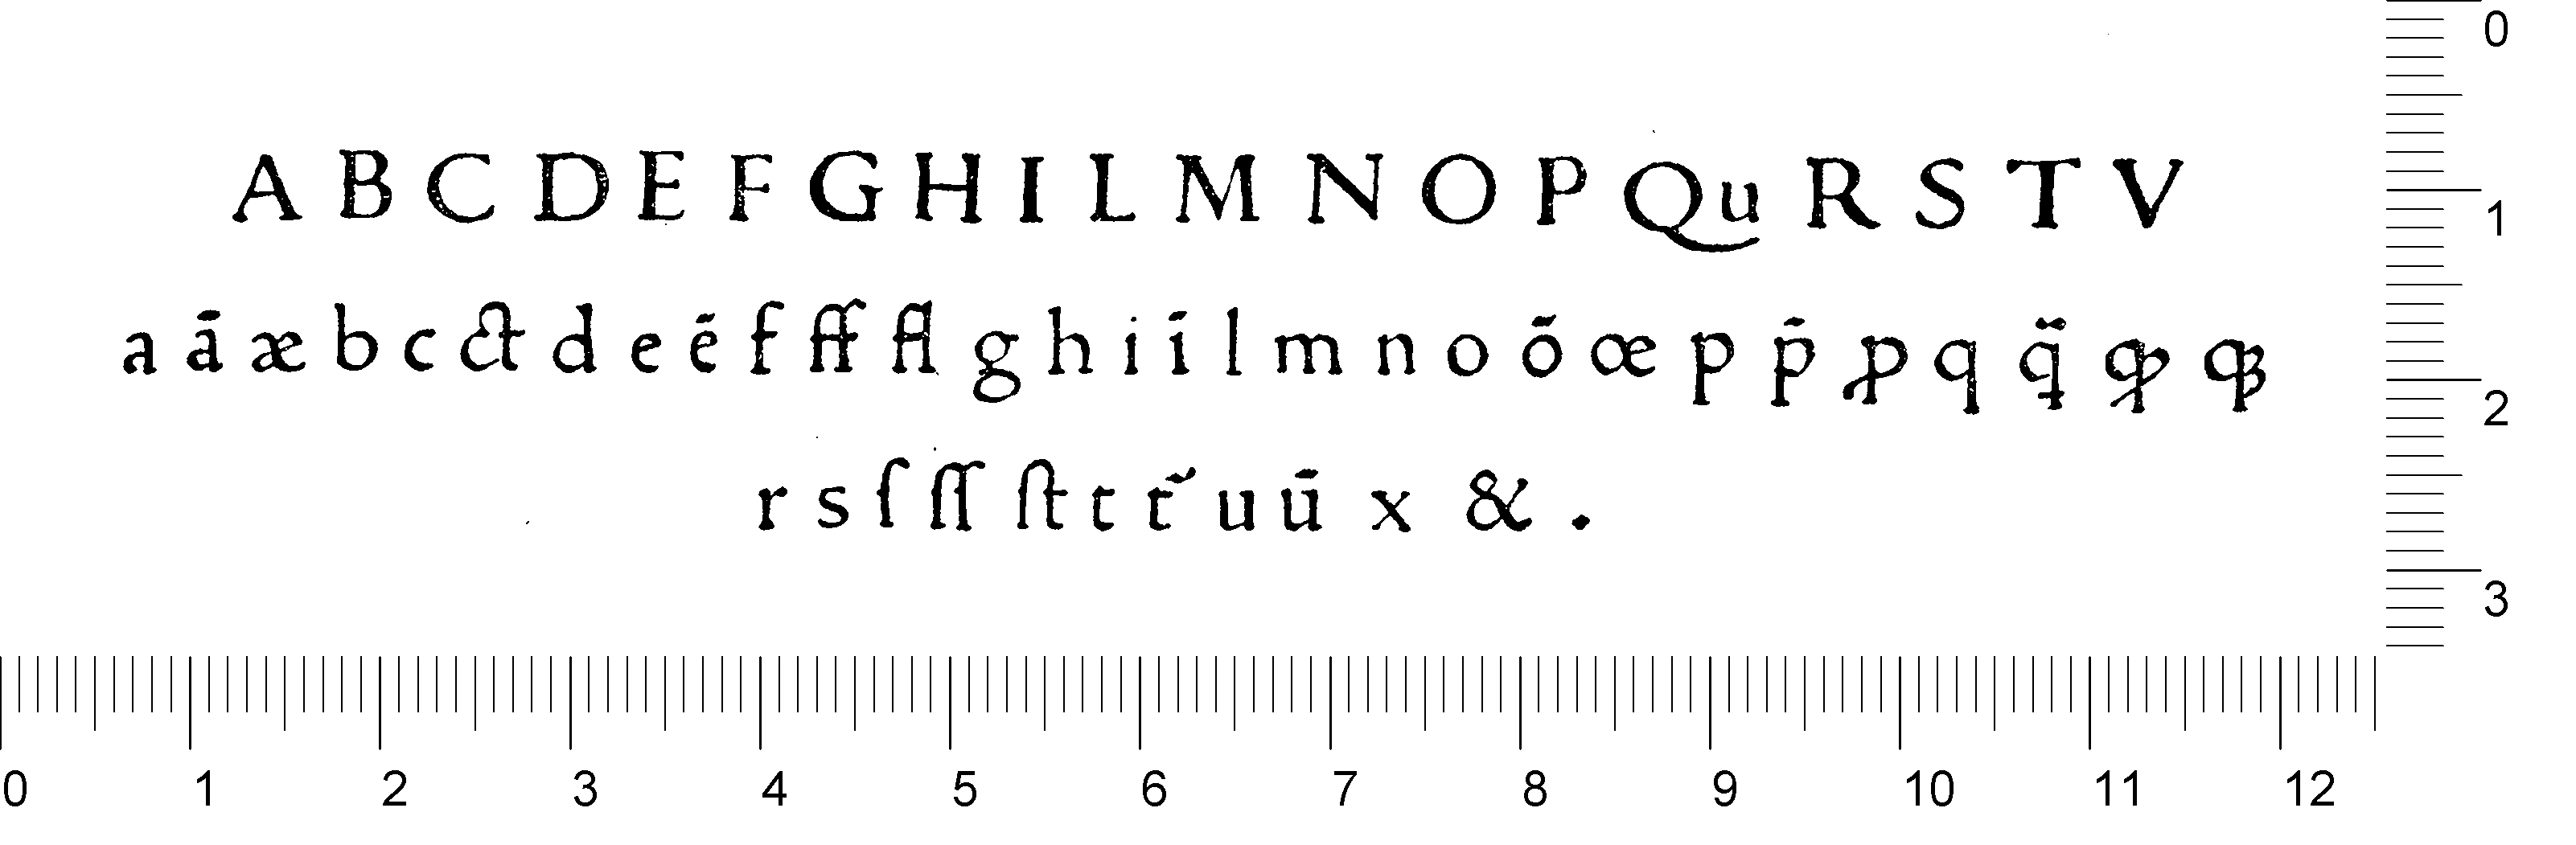 A B C D E F G H I L M N O P Qu R S T V
a ā æ b c ct d e ē f ff fl g h i ī l m n o õ œ p p̄ ꝓ q q̃ ꝙ qꝫ
r s ſ ſſ ſt t t̃ u ū x & .
0
1
2
3
0 1 2 3 4 5 6 7 8 9 10 11 12